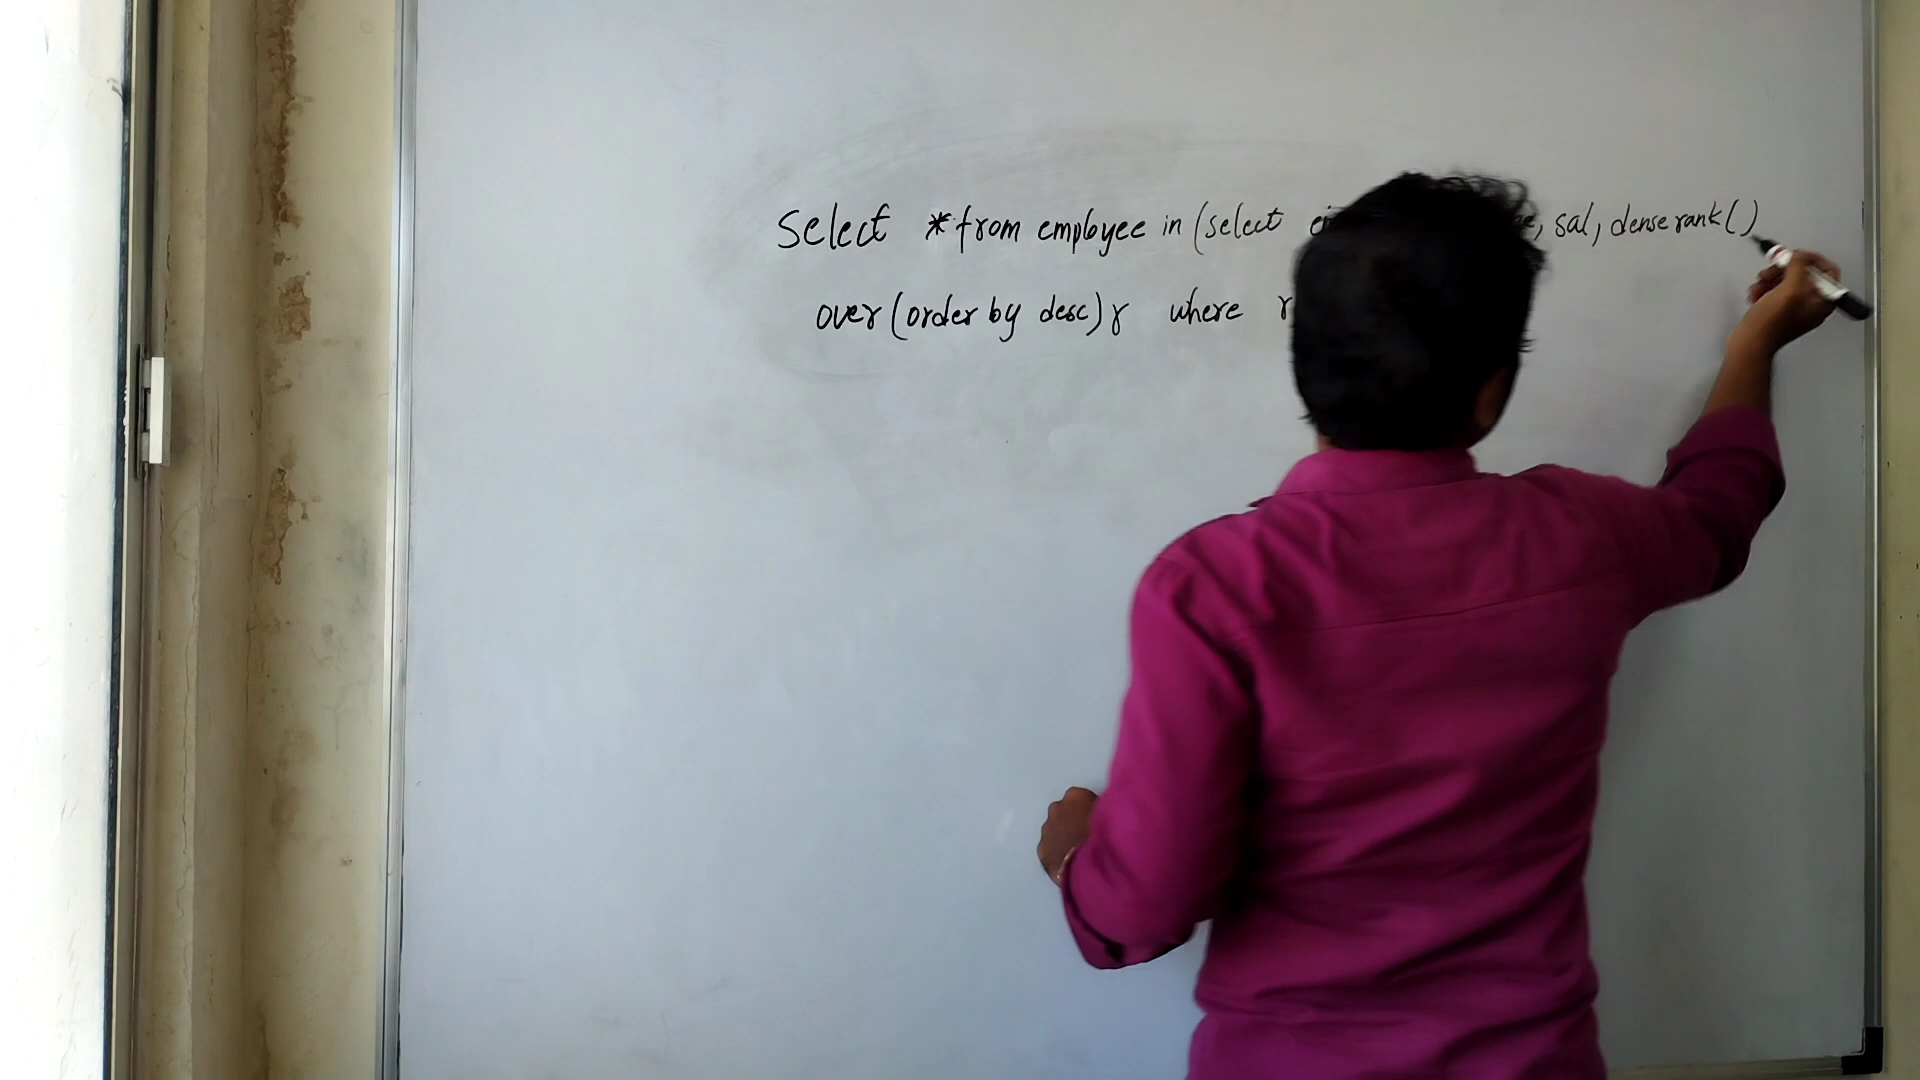 Select * from employee in (select e, sal, dense rank()
over (order by desc) r where r